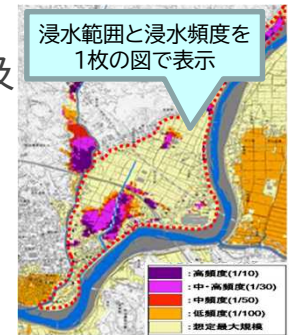 浸水範囲と浸水頻度を
1枚の図で表示
及
:高頻度(1/10)
:中・高頻度(1/30)
:中頻度(1/50)
:低頻度(1/100)
:想定最大規模